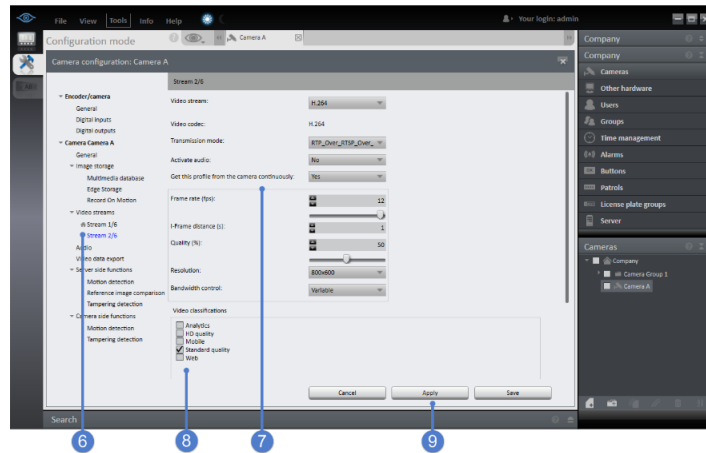 File View Tools Info Help
Your login: admin
Configuration mode
Camera A
Company
Camera configuration: Camera A
Company
Stream 2/6
Cameras
Other hardware
Users
Groups
Time management
Alarms
Buttons
Patrols
License plate groups
Server
Encoder/camera
General
Digital inputs
Digital outputs
Camera Camera A
General
Image storage
Multimedia database
Edge Storage
Record On Motion
Video streams
Stream 1/6
Stream 2/6
Audio
Video data export
Server side functions
Motion detection
Reference image comparison
Tampering detection
Camera side functions
Motion detection
Tampering detection
Video stream: H.264
Video codec: H.264
Transmission mode: RTP_Over_RTSP_Over_
Activate audio: No
Get this profile from the camera continuously: Yes
Frame rate (fps): 12
I-Frame distance (s): 1
Quality (%): 50
Resolution: 800x600
Bandwidth control: Variable
Video classifications
Analytics
HD quality
Mobile
Standard quality
Web
Cancel Apply Save
Cameras
Company
Camera Group 1
Camera A
Search
6 8 7 9